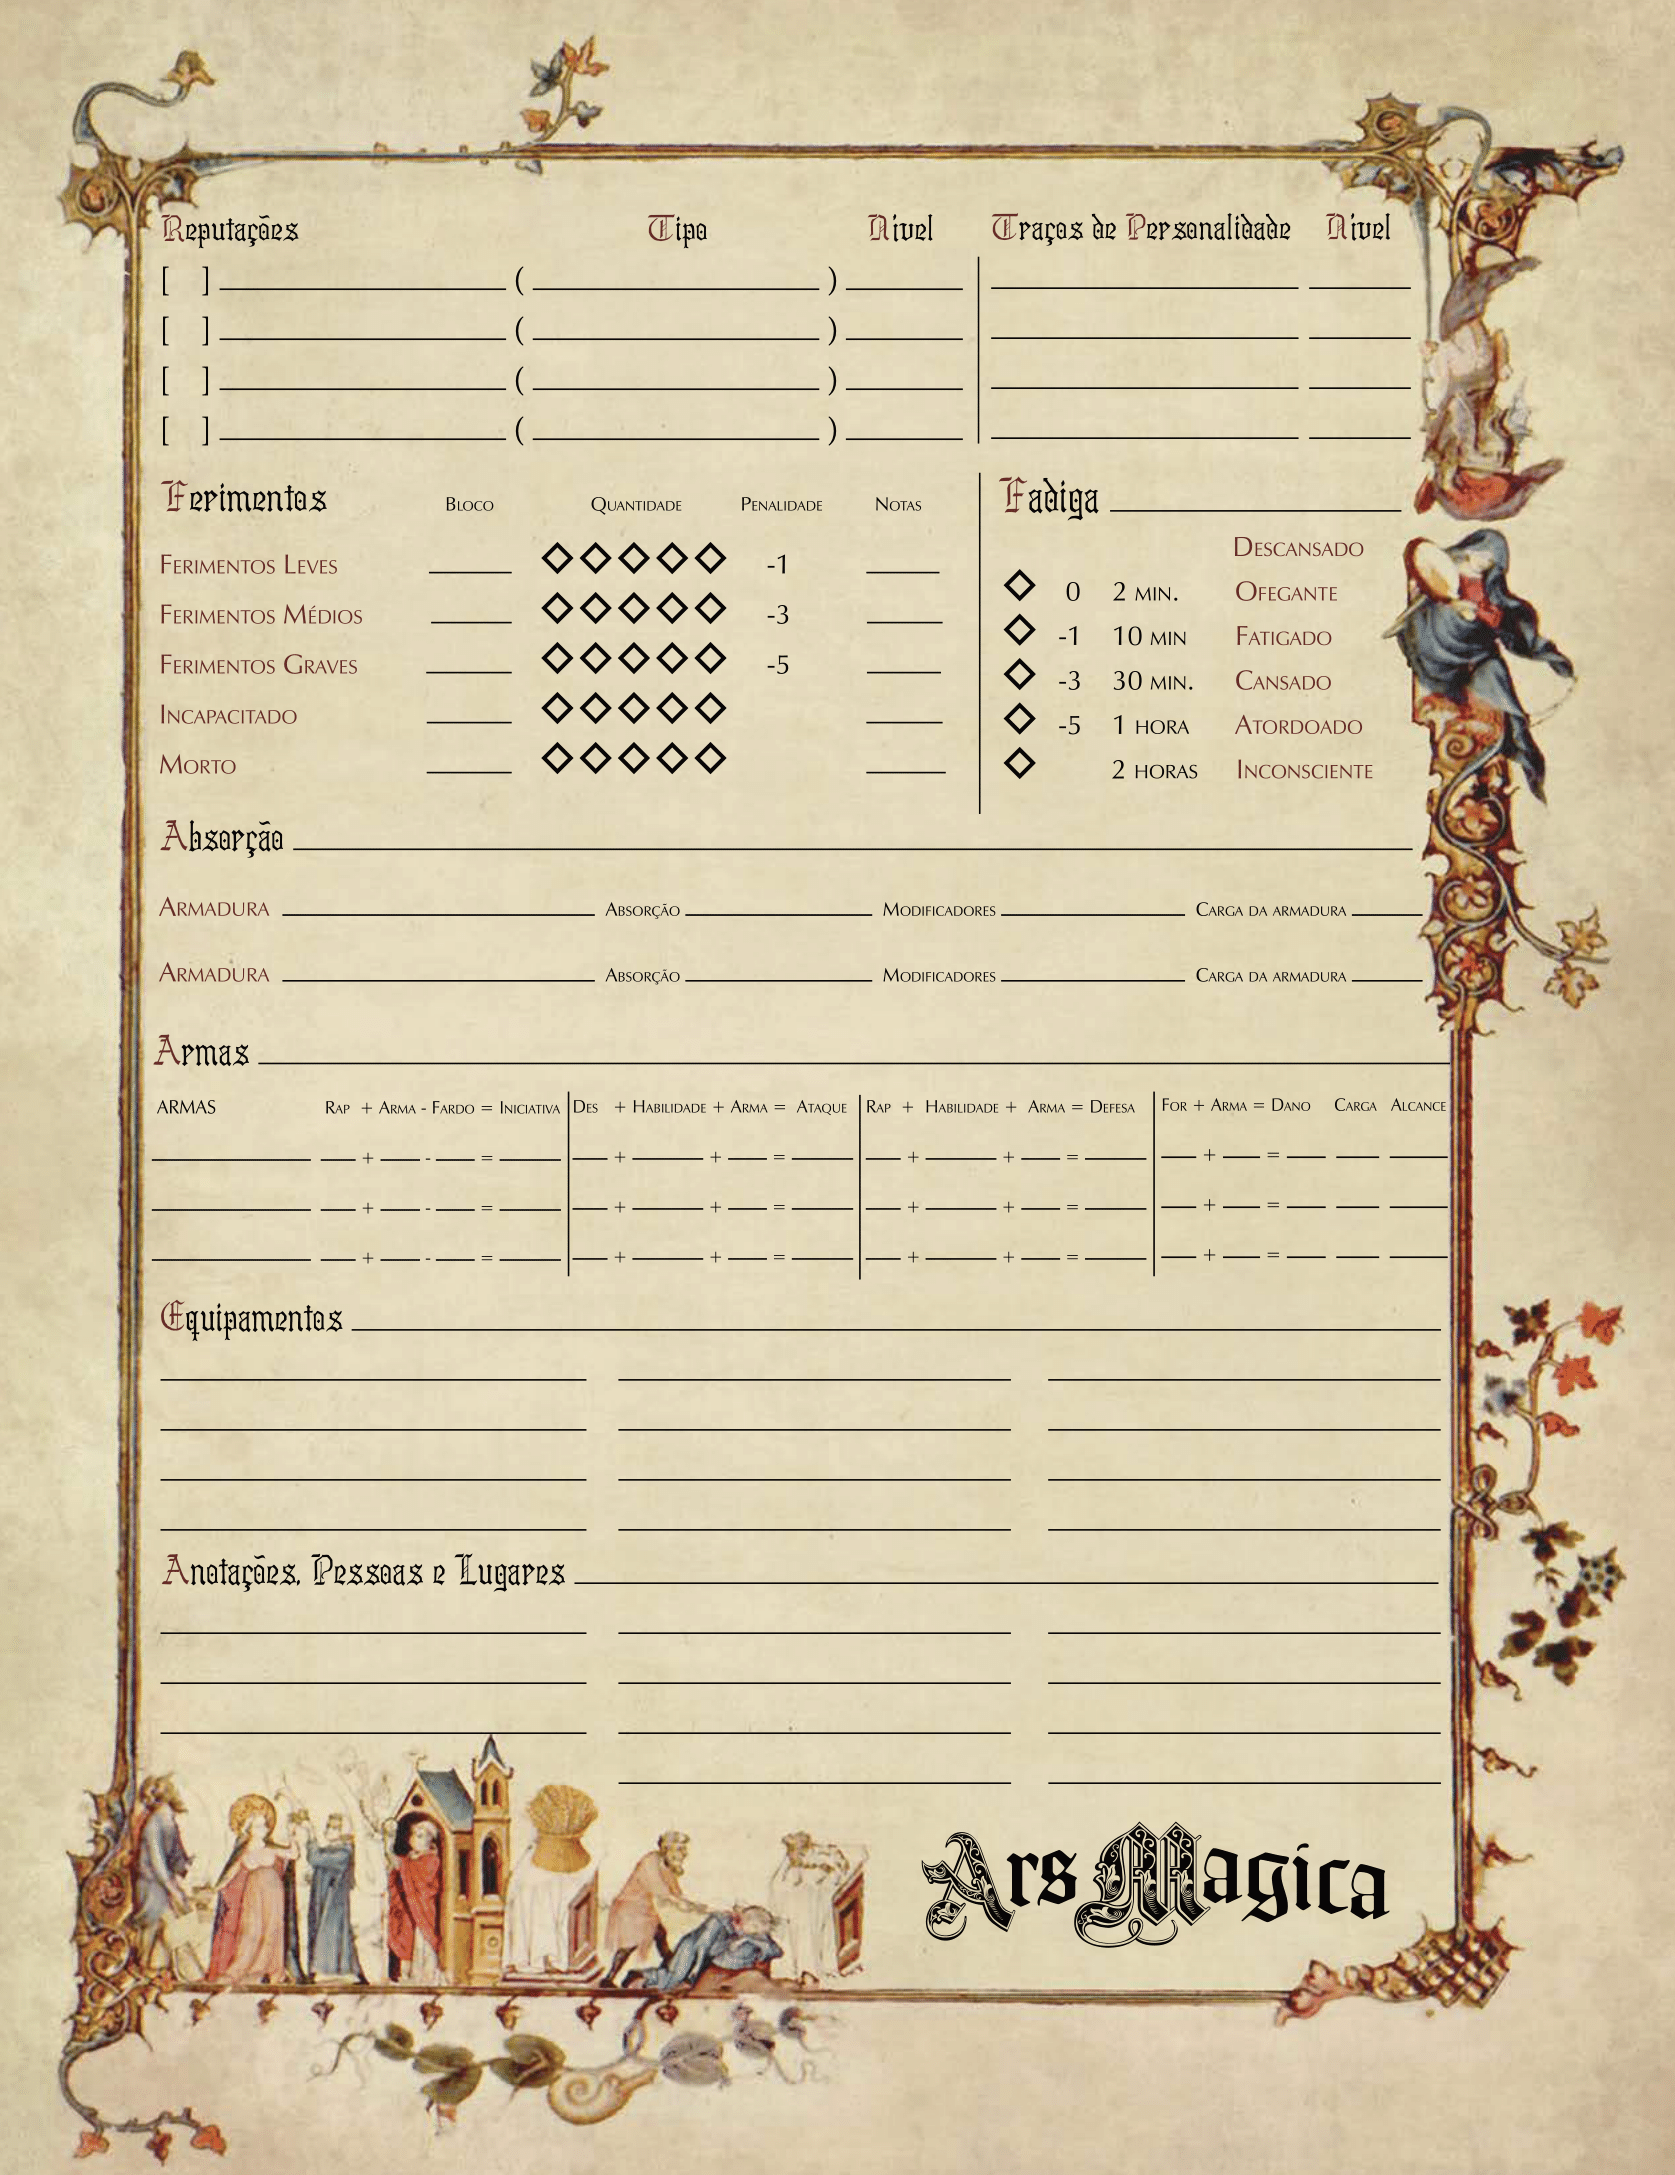 Reputações Tipo Nível Traços de Personalidade Nível
[ ] ( )
[ ] ( )
[ ] ( )
[ ] ( )
Ferimentos Bloco Quantidade Penalidade Notas
Ferimentos Leves -1
Ferimentos Médios -3
Ferimentos Graves -5
Incapacitado
Morto
Fadiga
Descansado
0 2 min. Ofegante
-1 10 min Fatigado
-3 30 min. Cansado
-5 1 hora Atordoado
2 horas Inconsciente
Absorção
Armadura Absorção Modificadores Carga da armadura
Armadura Absorção Modificadores Carga da armadura
Armas
ARMAS Rap + Arma - Fardo = Iniciativa Des + Habilidade + Arma = Ataque Rap + Habilidade + Arma = Defesa For + Arma = Dano Carga Alcance
+ - = + + = + + = + =
+ - = + + = + + = + =
+ - = + + = + + = + =
Equipamentos
Anotações, Pessoas e Lugares
Ars Magica